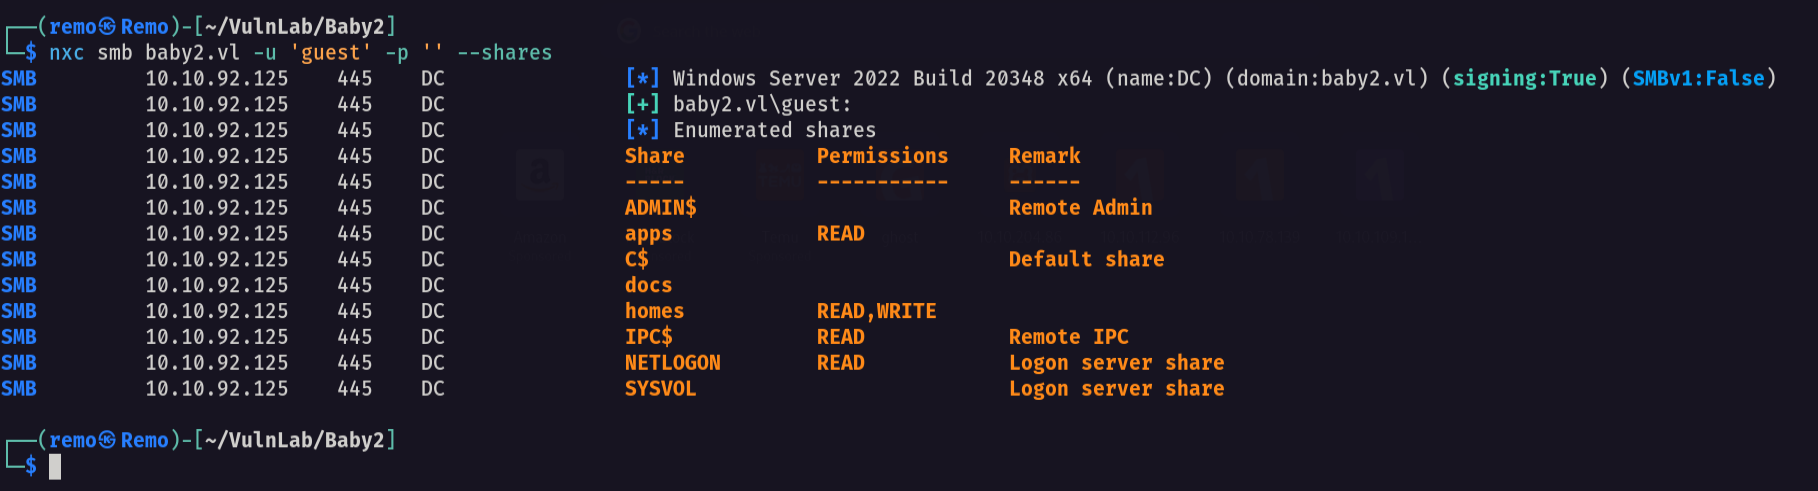 ┌──(remo㉿Remo)-[~/VulnLab/Baby2]
└─$ nxc smb baby2.vl -u 'guest' -p '' --shares
SMB 10.10.92.125 445 DC [*] Windows Server 2022 Build 20348 x64 (name:DC) (domain:baby2.vl) (signing:True) (SMBv1:False)
SMB 10.10.92.125 445 DC [+] baby2.vl\guest:
SMB 10.10.92.125 445 DC [*] Enumerated shares
SMB 10.10.92.125 445 DC Share Permissions Remark
SMB 10.10.92.125 445 DC ----- ----------- ------
SMB 10.10.92.125 445 DC ADMIN$ Remote Admin
SMB 10.10.92.125 445 DC apps READ
SMB 10.10.92.125 445 DC C$ Default share
SMB 10.10.92.125 445 DC docs
SMB 10.10.92.125 445 DC homes READ,WRITE
SMB 10.10.92.125 445 DC IPC$ READ Remote IPC
SMB 10.10.92.125 445 DC NETLOGON READ Logon server share
SMB 10.10.92.125 445 DC SYSVOL Logon server share
┌──(remo㉿Remo)-[~/VulnLab/Baby2]
└─$